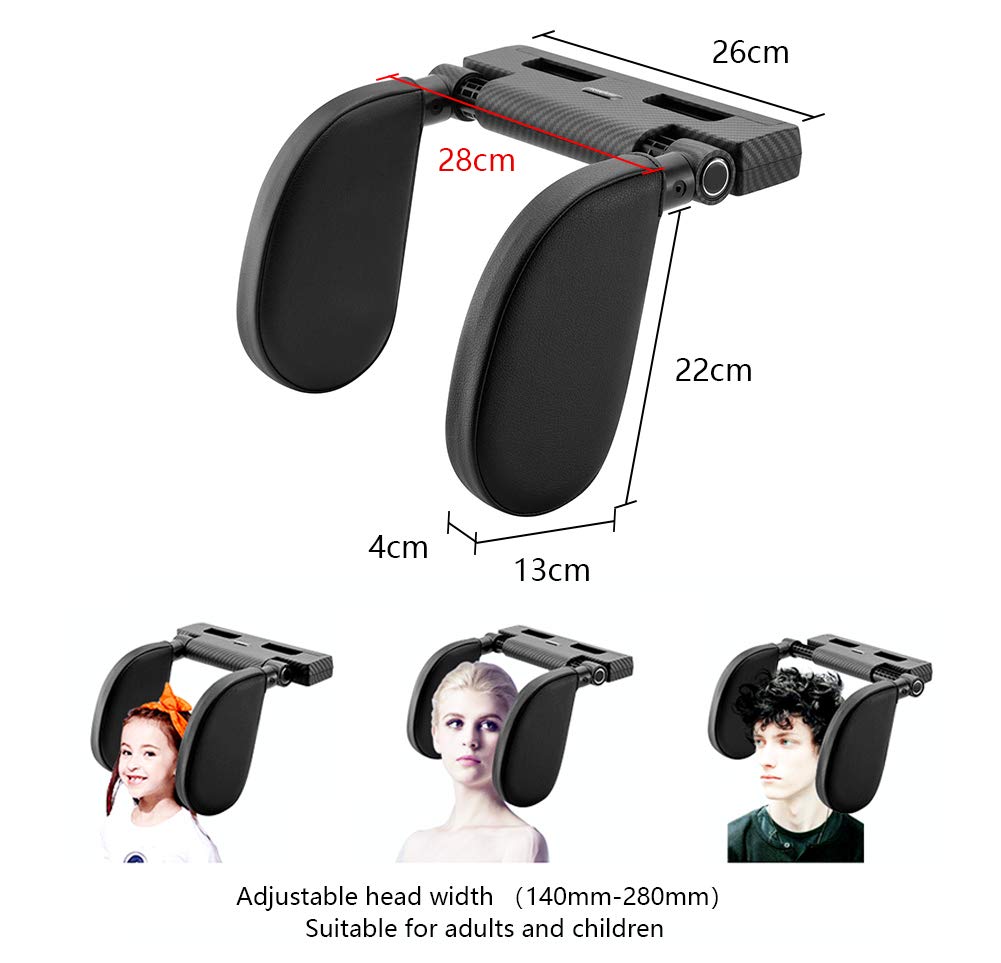 26cm
28cm
22cm
4cm
13cm
Adjustable head width （140mm-280mm）
Suitable for adults and children